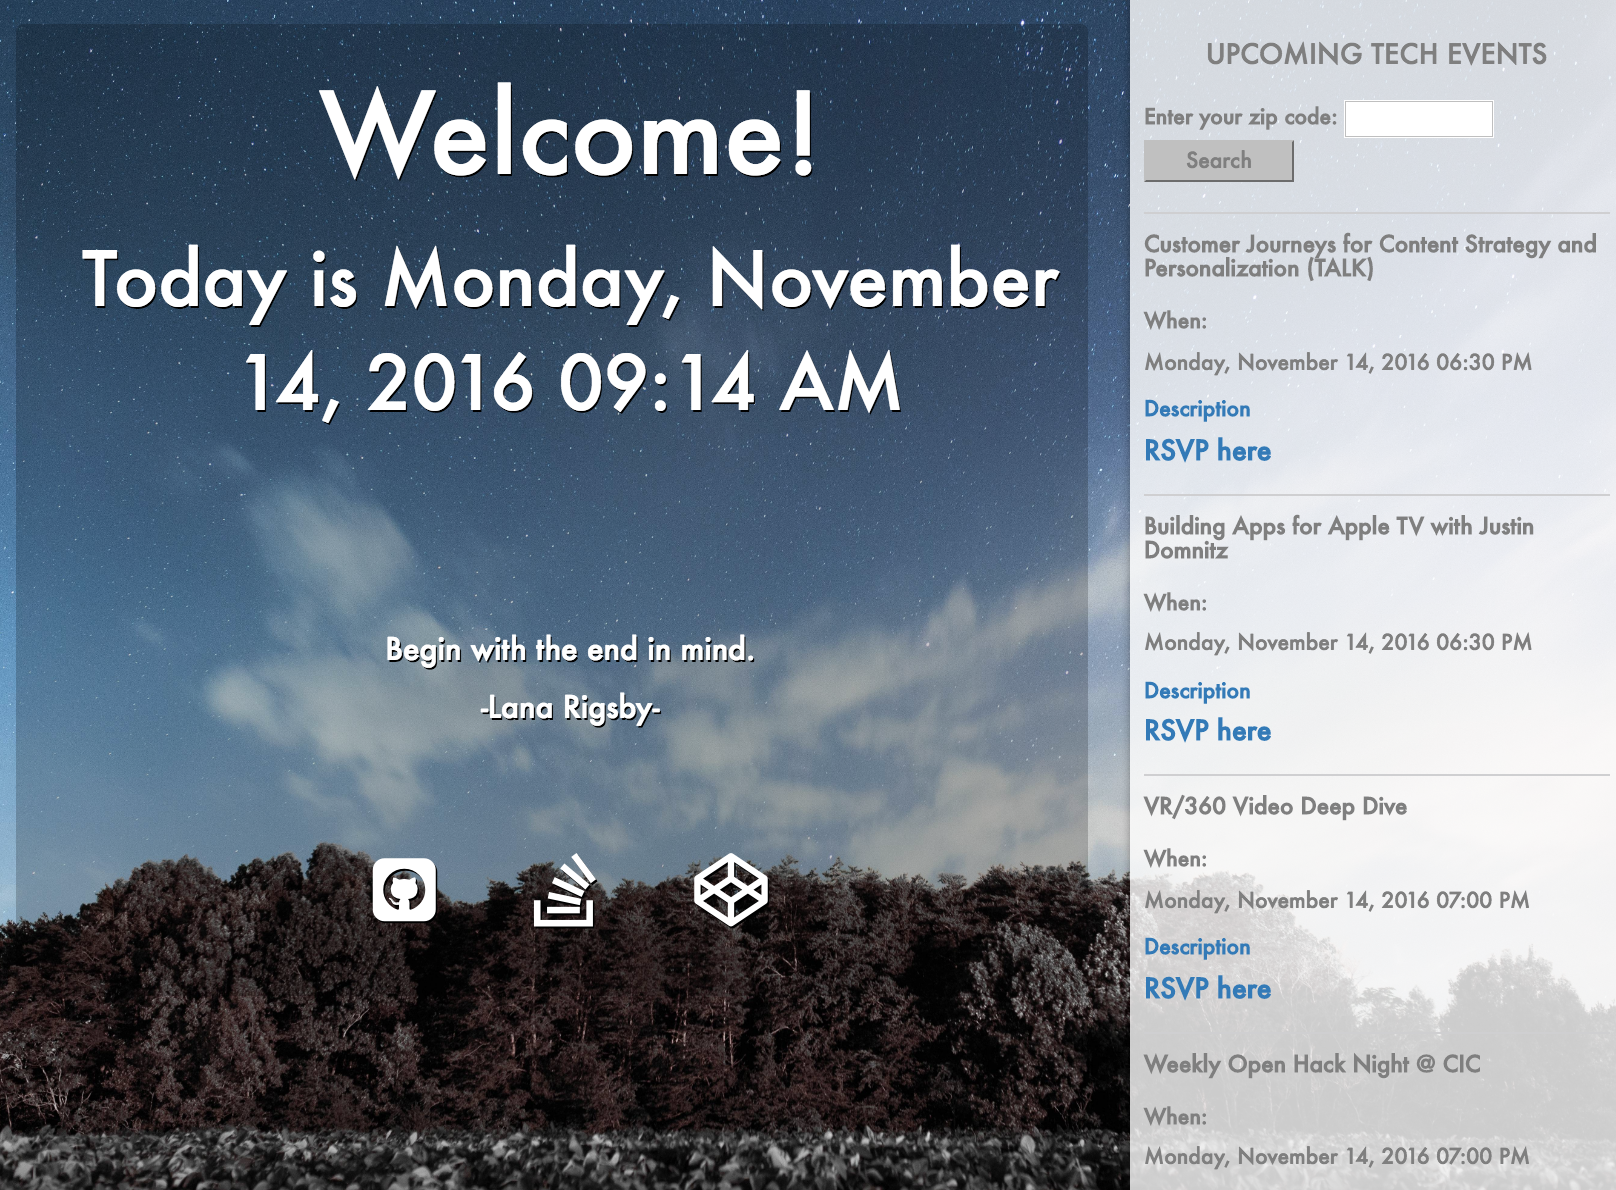 Welcome!
Today is Monday, November
14, 2016 09:14 AM
Begin with the end in mind.
-Lana Rigsby-
UPCOMING TECH EVENTS
Enter your zip code:
Search
Customer Journeys for Content Strategy and
Personalization (TALK)
When:
Monday, November 14, 2016 06:30 PM
Description
RSVP here
Building Apps for Apple TV with Justin
Domnitz
When:
Monday, November 14, 2016 06:30 PM
Description
RSVP here
VR/360 Video Deep Dive
When:
Monday, November 14, 2016 07:00 PM
Description
RSVP here
Weekly Open Hack Night @ CIC
When:
Monday, November 14, 2016 07:00 PM